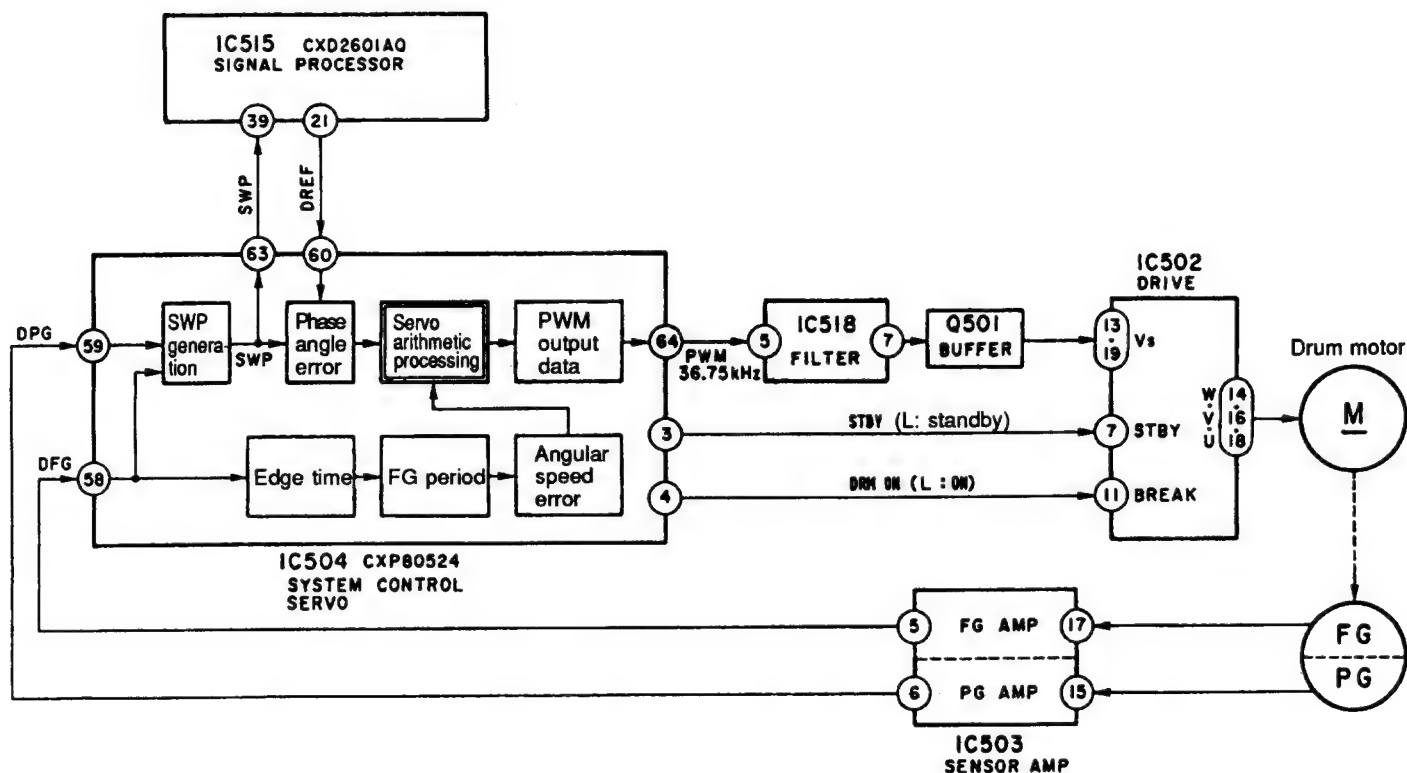 IC515 CXD2601AQ
SIGNAL PROCESSOR
39
21
SWP
DREF
63
60
DPG
59
SWP
genera
tion
SWP
Phase
angle
error
Servo
arithmetic
processing
PWM
output
data
64
PWM
36.75kHz
5
IC518
FILTER
7
Q501
BUFFER
IC502
DRIVE
13
19
Vs
Drum motor
W
V
U
14
16
18
M
3
STBY (L: standby)
7
STBY
DFG
58
Edge time
FG period
Angular
speed
error
4
DRM ON (L : ON)
11
BREAK
IC504 CXP80524
SYSTEM CONTROL
SERVO
5
FG AMP
17
FG
6
PG AMP
15
PG
IC503
SENSOR AMP